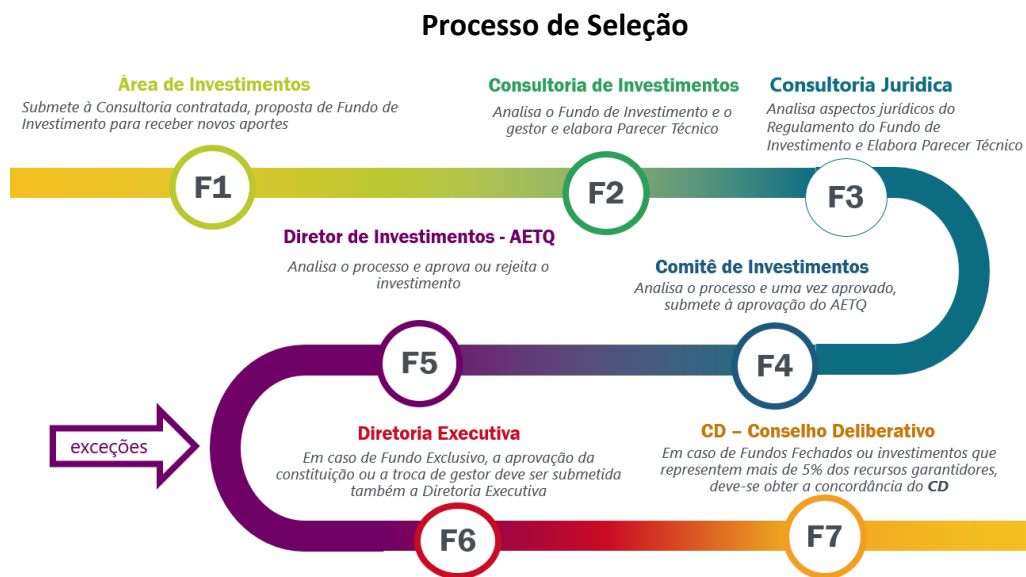 Processo de Seleção
Área de Investimentos
Submete à Consultoria contratada, proposta de Fundo de
Investimento para receber novos aportes
F1
Consultoria de Investimentos
Analisa o Fundo de Investimento e o
gestor e elabora Parecer Técnico
F2
Consultoria Juridica
Analisa aspectos jurídicos do
Regulamento do Fundo de
Investimento e Elabora Parecer Técnico
F3
Comitê de Investimentos
Analisa o processo e uma vez aprovado,
submete à aprovação do AETQ
F4
Diretor de Investimentos - AETQ
Analisa o processo e aprova ou rejeita o
investimento
F5
exceções
Diretoria Executiva
Em caso de Fundo Exclusivo, a aprovação da
constituição ou a troca de gestor deve ser submetida
também a Diretoria Executiva
F6
CD – Conselho Deliberativo
Em caso de Fundos Fechados ou investimentos que
representem mais de 5% dos recursos garantidores,
deve-se obter a concordância do CD
F7